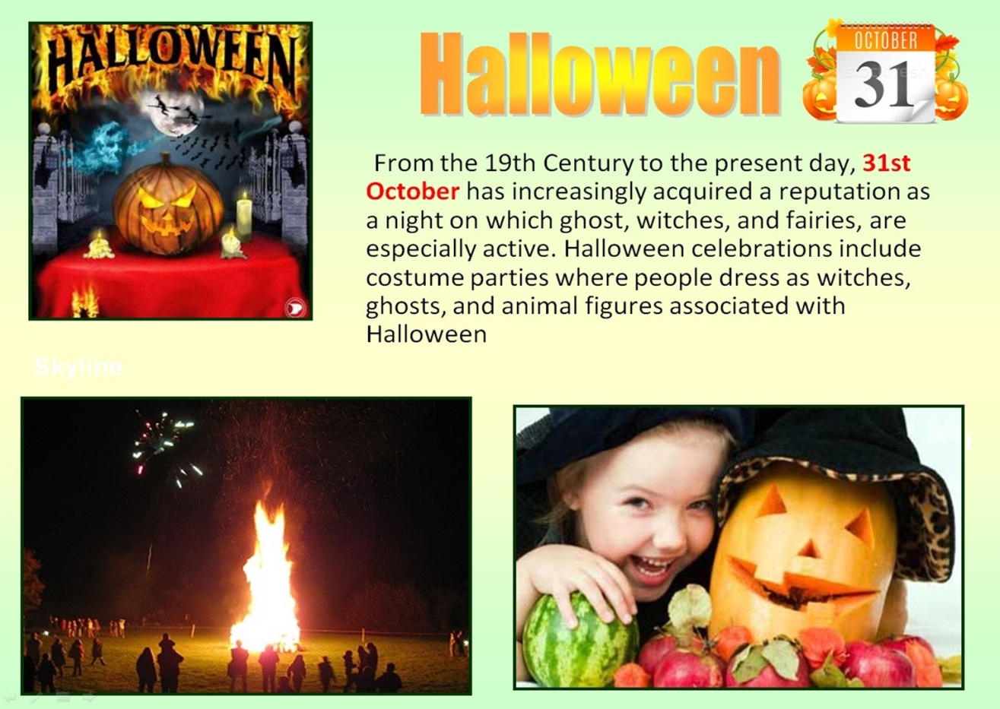 HALLOWEEN
Halloween
OCTOBER
31
From the 19th Century to the present day, 31st
October has increasingly acquired a reputation as
a night on which ghost, witches, and fairies, are
especially active. Halloween celebrations include
costume parties where people dress as witches,
ghosts, and animal figures associated with
Halloween
Skyline